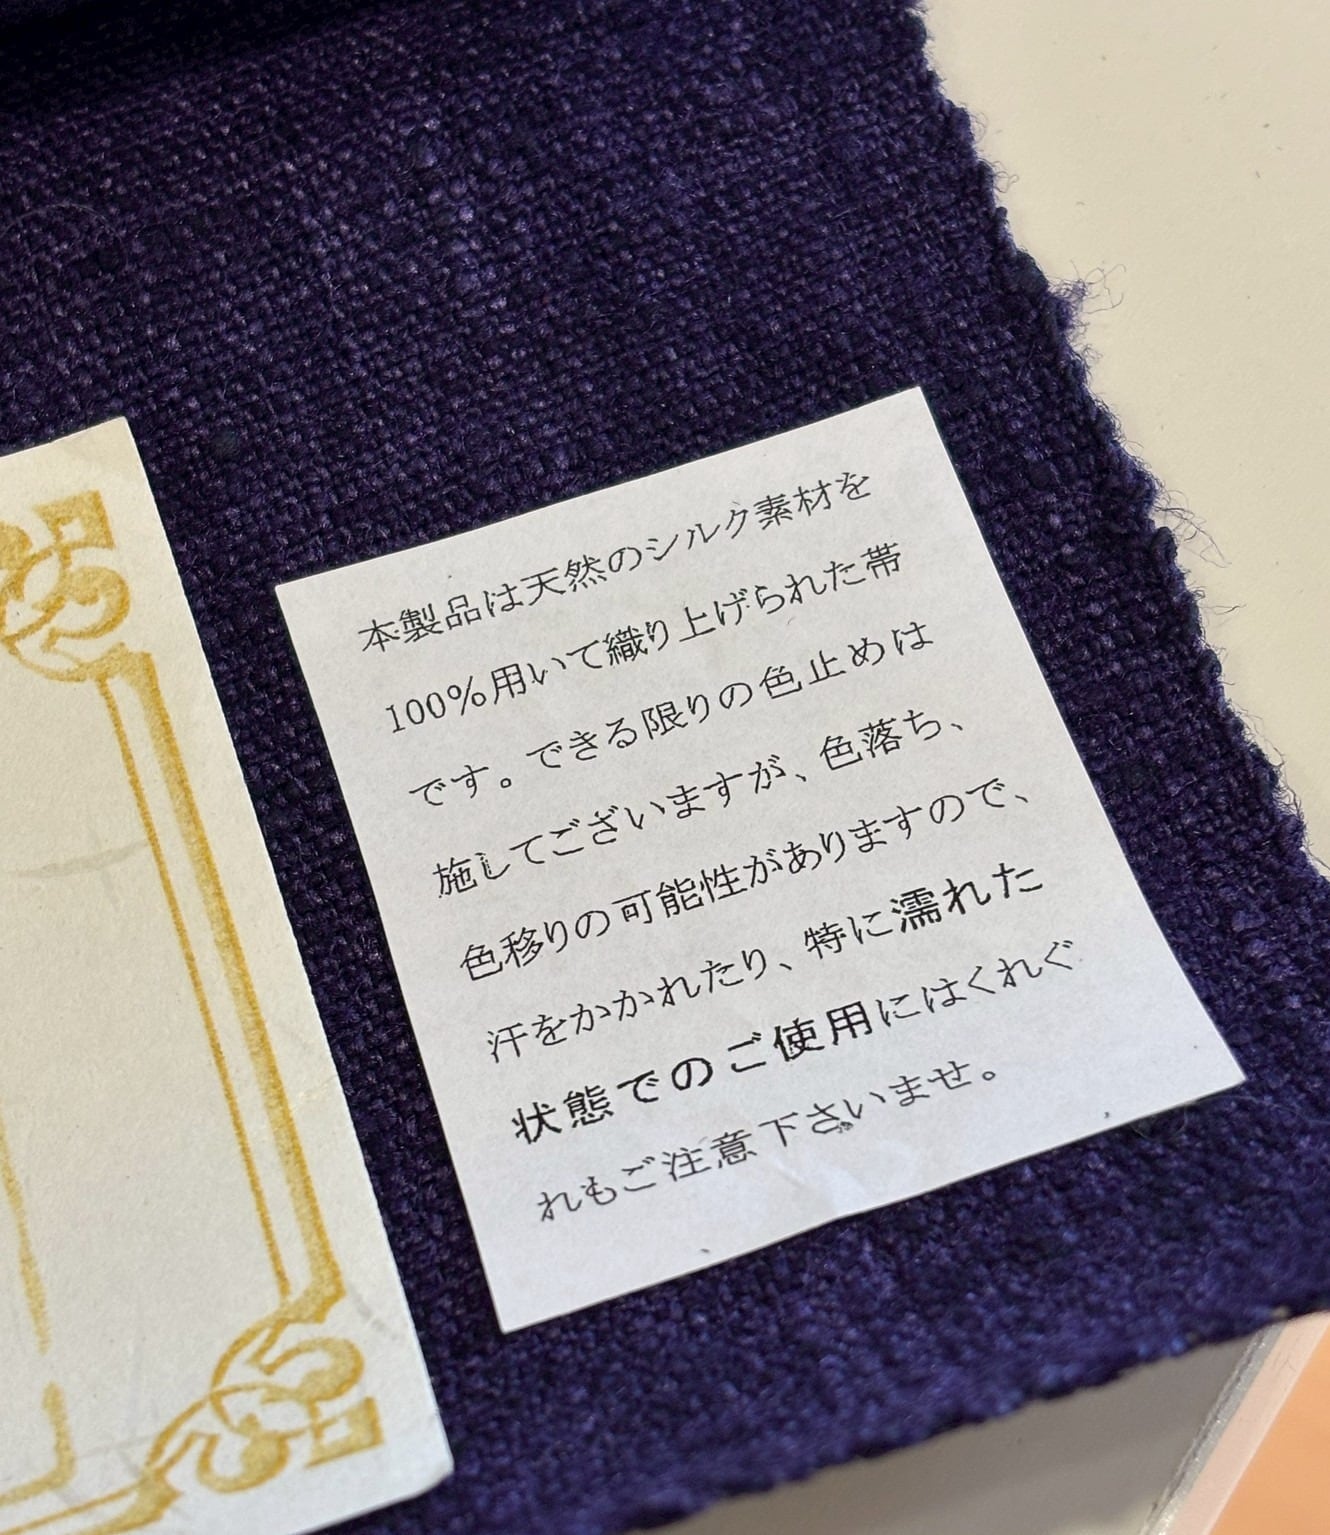 本製品は天然のシルク素材を
100%用いて織り上げられた帯
です。できる限りの色止めは
施してございますが、色落ち、
色移りの可能性がありますので、
汗をかかれたり、特に濡れた
状態でのご使用にはくれぐ
れもご注意下さいませ。